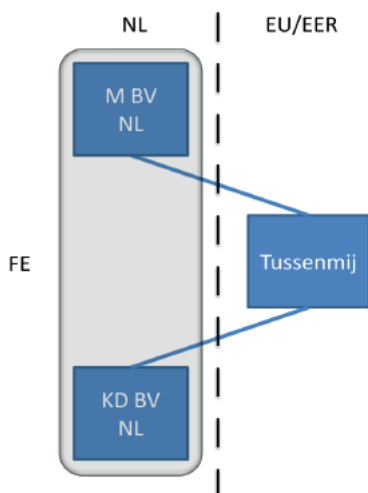 NL
EU/EER
M BV
NL
Tussenmij
FE
KD BV
NL